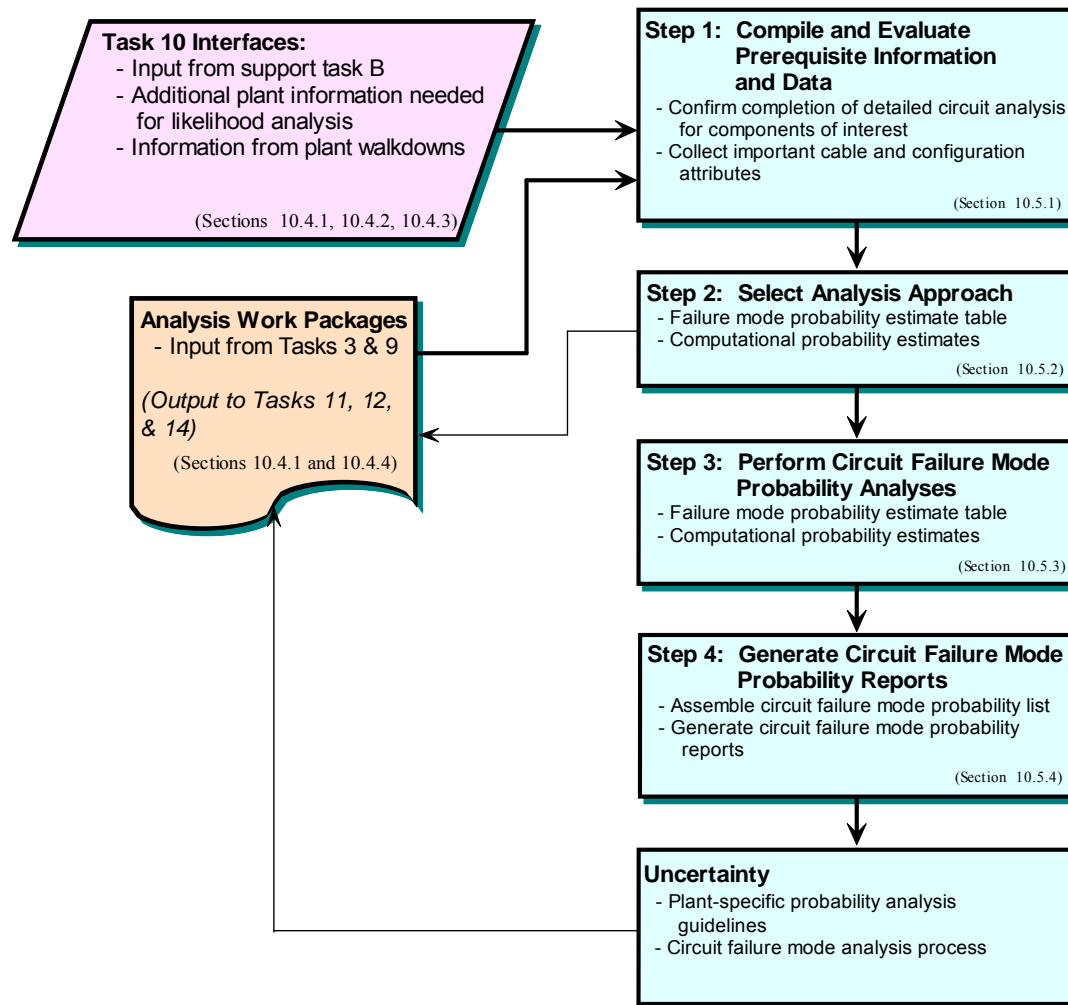 Task 10 Interfaces:
- Input from support task B
- Additional plant information needed
for likelihood analysis
- Information from plant walkdowns
(Sections 10.4.1, 10.4.2, 10.4.3)
Step 1: Compile and Evaluate
Prerequisite Information
and Data
- Confirm completion of detailed circuit analysis
for components of interest
- Collect important cable and configuration
attributes
(Section 10.5.1)
Analysis Work Packages
- Input from Tasks 3 & 9
(Output to Tasks 11, 12,
& 14)
(Sections 10.4.1 and 10.4.4)
Step 2: Select Analysis Approach
- Failure mode probability estimate table
- Computational probability estimates
(Section 10.5.2)
Step 3: Perform Circuit Failure Mode
Probability Analyses
- Failure mode probability estimate table
- Computational probability estimates
(Section 10.5.3)
Step 4: Generate Circuit Failure Mode
Probability Reports
- Assemble circuit failure mode probability list
- Generate circuit failure mode probability
reports
(Section 10.5.4)
Uncertainty
- Plant-specific probability analysis
guidelines
- Circuit failure mode analysis process